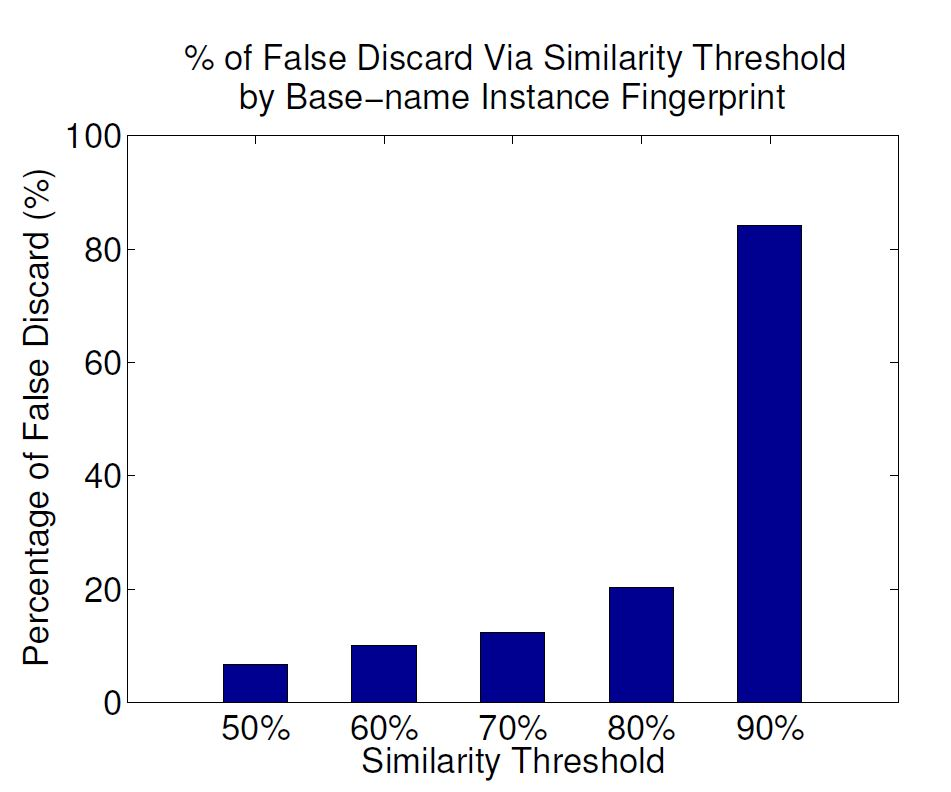 % of False Discard Via Similarity Threshold
by Base−name Instance Fingerprint
Percentage of False Discard (%)
100
80
60
40
20
0
50% 60% 70% 80% 90%
Similarity Threshold